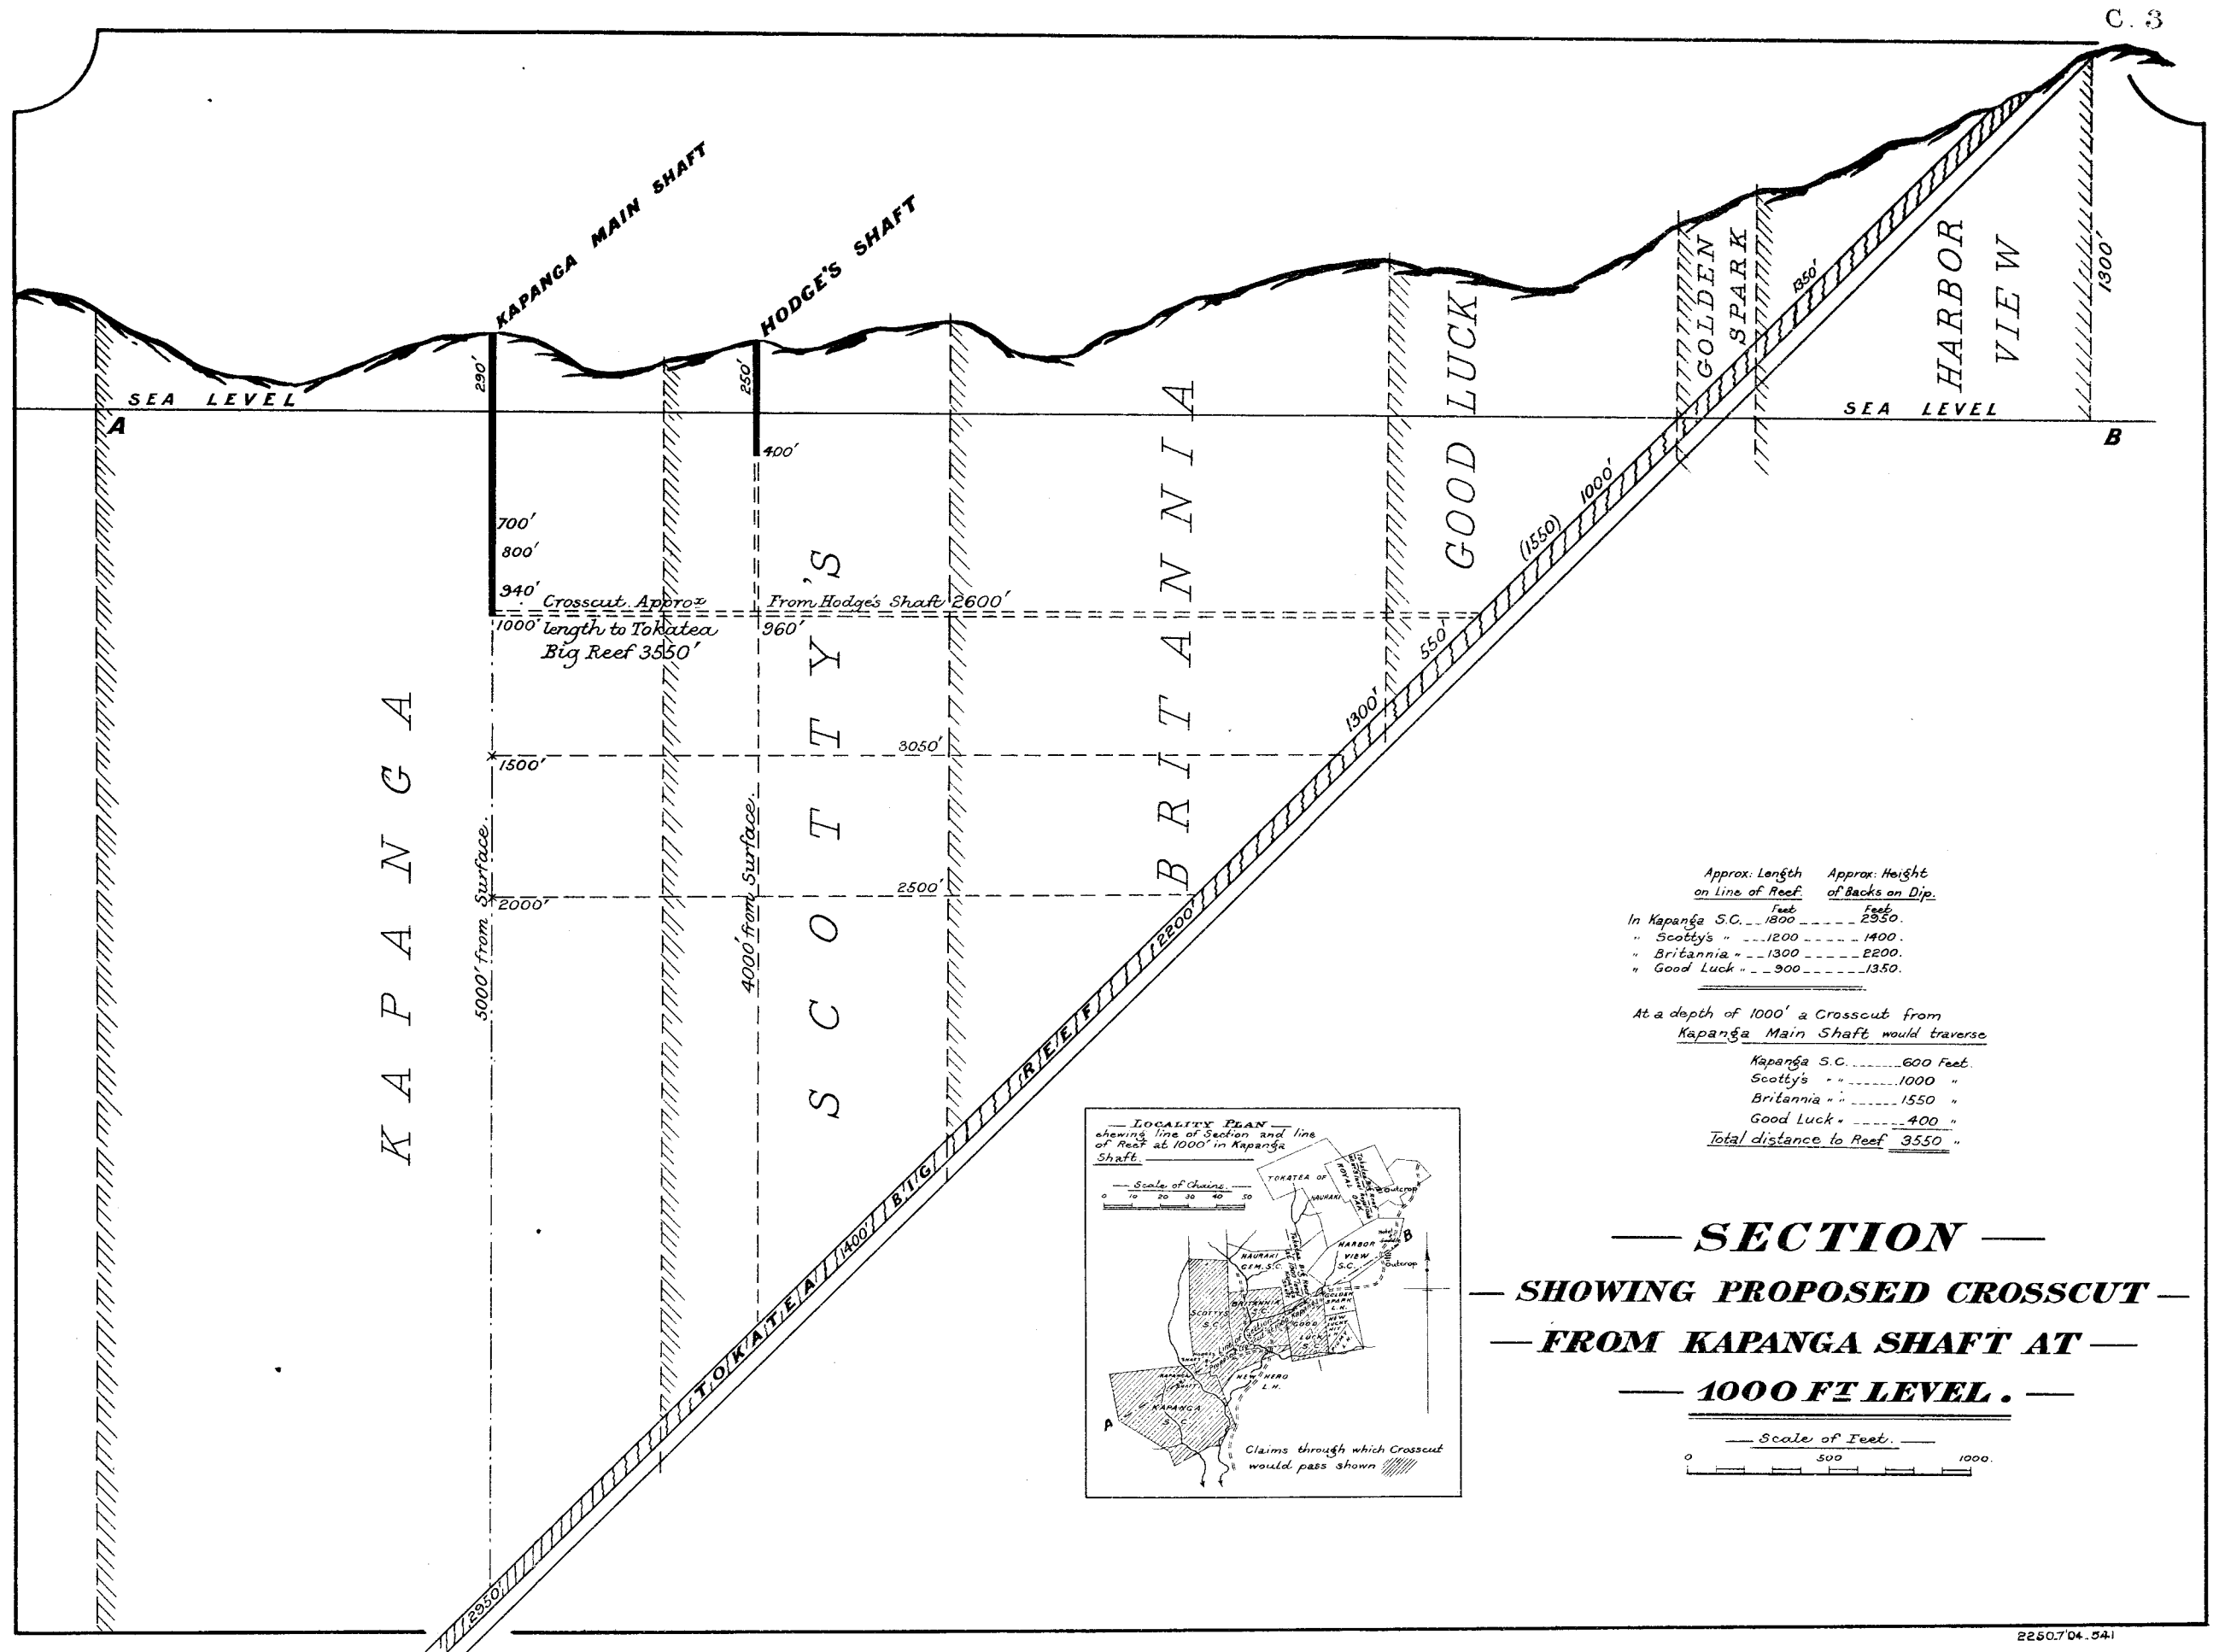 C. 3
KAPANGA MAIN SHAFT
HODGE'S SHAFT
290'
250'
SEA LEVEL
A
400'
700'
800'
940'
1000'
Crosscut. Approx
length to Tokatea
Big Reef 3550'
From Hodge's Shaft 2600'
960'
1500'
3050'
2000'
2500'
5000' from Surface.
4000' from Surface.
KAPANGA
SCOTTY'S
BRITANNIA
GOOD LUCK
GOLDEN
SPARK
HARBOR
VIEW
1300'
SEA LEVEL
B
1350'
1000'
(1550)
550'
1300'
2200'
TOKATEA BIG REEF
1400'
2950'
Approx: Length Approx: Height
on Line of Reef. of Backs on Dip.
Feet Feet
In Kapanga S.C. 1800 2950.
" Scotty's " 1200 1400.
" Britannia " 1300 2200.
" Good Luck " 900 1350.
At a depth of 1000' a Crosscut from
Kapanga Main Shaft would traverse
Kapanga S.C. 600 Feet.
Scotty's " " 1000 "
Britannia " " 1550 "
Good Luck " 400 "
Total distance to Reef 3550 "
SECTION
SHOWING PROPOSED CROSSCUT
FROM KAPANGA SHAFT AT
1000 FT LEVEL.
Scale of Feet.
0 500 1000.
LOCALITY PLAN
shewing line of Section and line
of Reef at 1000' in Kapanga
Shaft.
Scale of Chains.
0 10 20 30 40 50
TOKATEA OF
HAURAKI
ROYAL OAK
Outcrop
HARBOR
VIEW
S.C.
B
Outcrop
HAURAKI
GEM. S.C.
SCOTTYS
S.C.
BRITANNIA
S.C.
GOLDEN
SPARK
L.H.
GOOD
LUCK
S.C.
NEW HERO
L.H.
KAPANGA
SHAFT
KAPANGA
S.C.
A
Claims through which Crosscut
would pass shown
2250.7'04.541